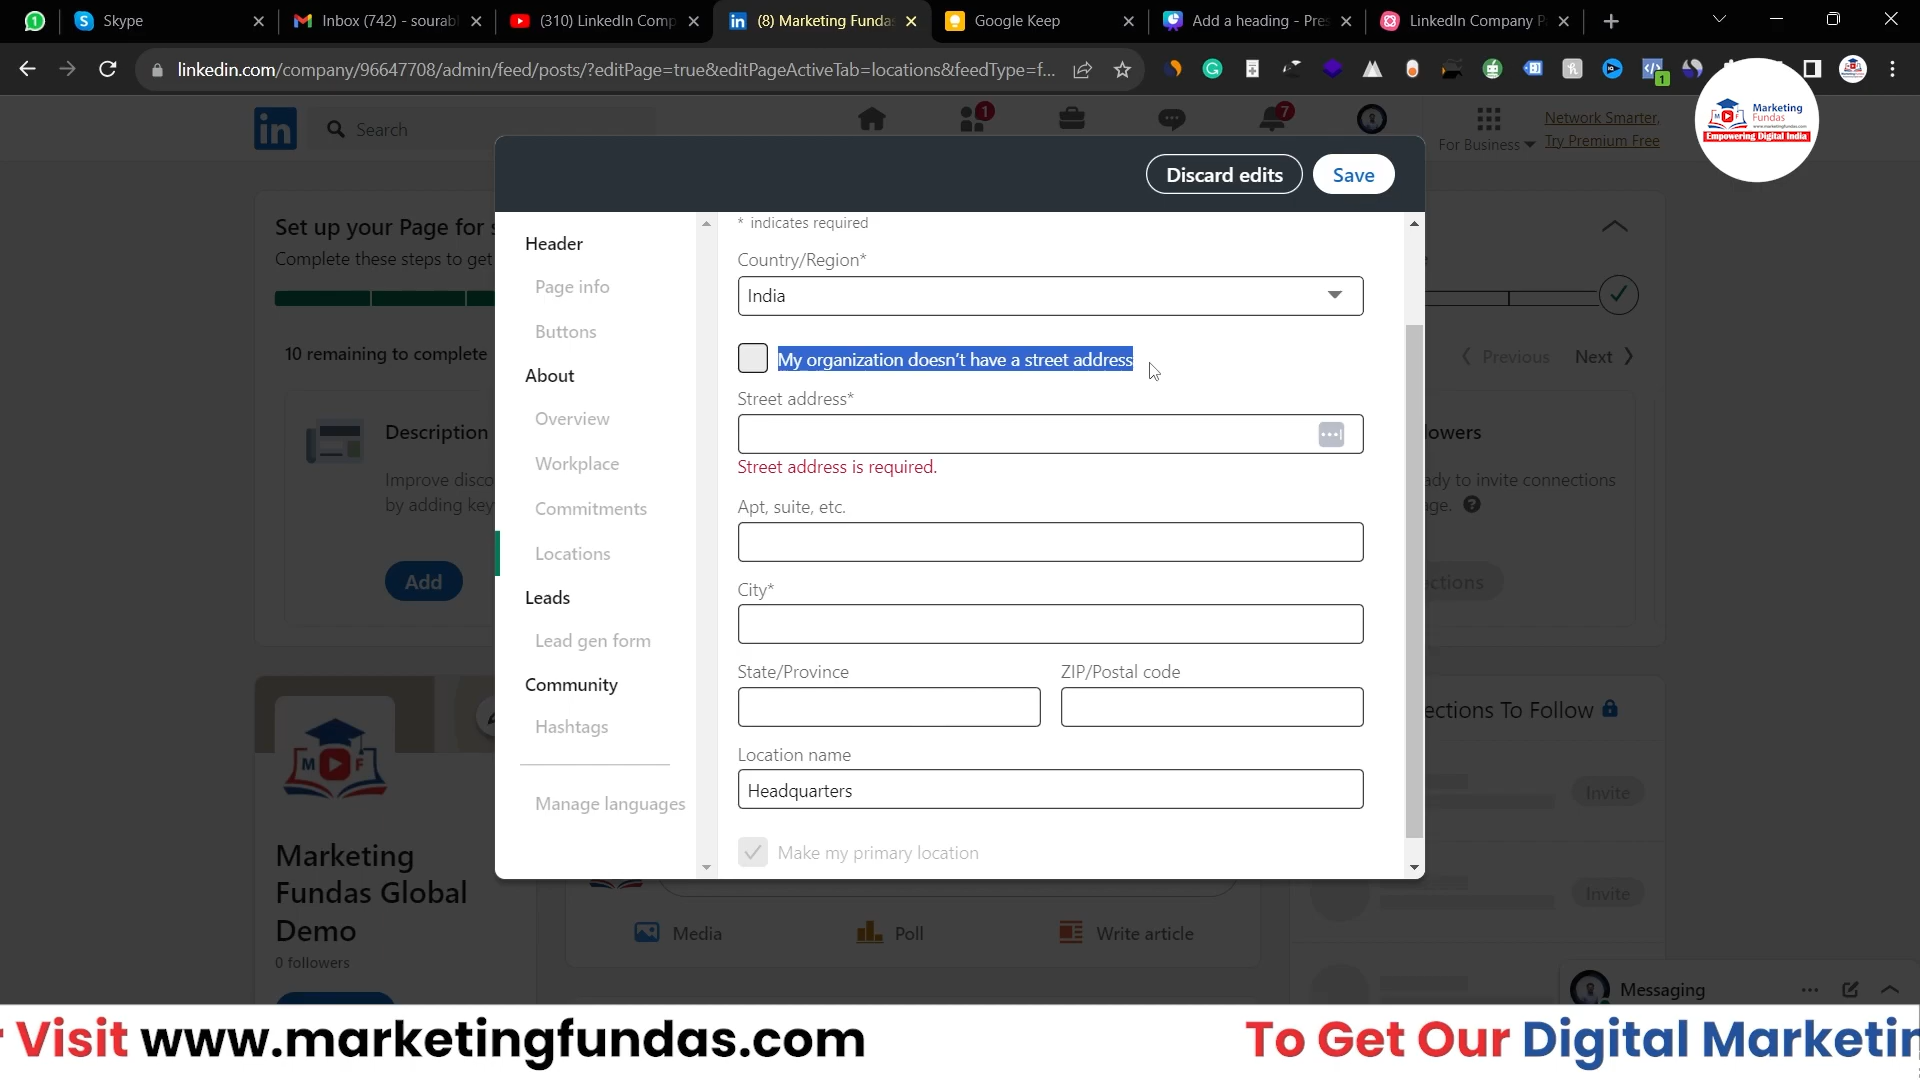 Skype
Inbox (742) - sourab
(310) LinkedIn Comp
(8) Marketing Funda
Google Keep
Add a heading - Pre
LinkedIn Company P
linkedin.com/company/96647708/admin/feed/posts/?editPage=true&editPageActiveTab=locations&feedType=f...
1
Search
1
7
For Business
Network Smarter,
Try Premium Free
Marketing
Fundas
www.marketingfundas.com
Empowering Digital India
Discard edits
Save
Set up your Page for s
Complete these steps to get
10 remaining to complete
Previous
Next
Description
Improve disco
by adding key
Add
lowers
ady to invite connections
ge.
ctions
Header
Page info
Buttons
About
Overview
Workplace
Commitments
Locations
Leads
Lead gen form
Community
Hashtags
Manage languages
* indicates required
Country/Region*
India
My organization doesn't have a street address
Street address*
Street address is required.
Apt, suite, etc.
City*
State/Province
ZIP/Postal code
Location name
Headquarters
Make my primary location
ections To Follow
Invite
Invite
M F
Marketing
Fundas Global
Demo
0 followers
Media
Poll
Write article
Messaging
Visit www.marketingfundas.com
To Get Our Digital Marketin